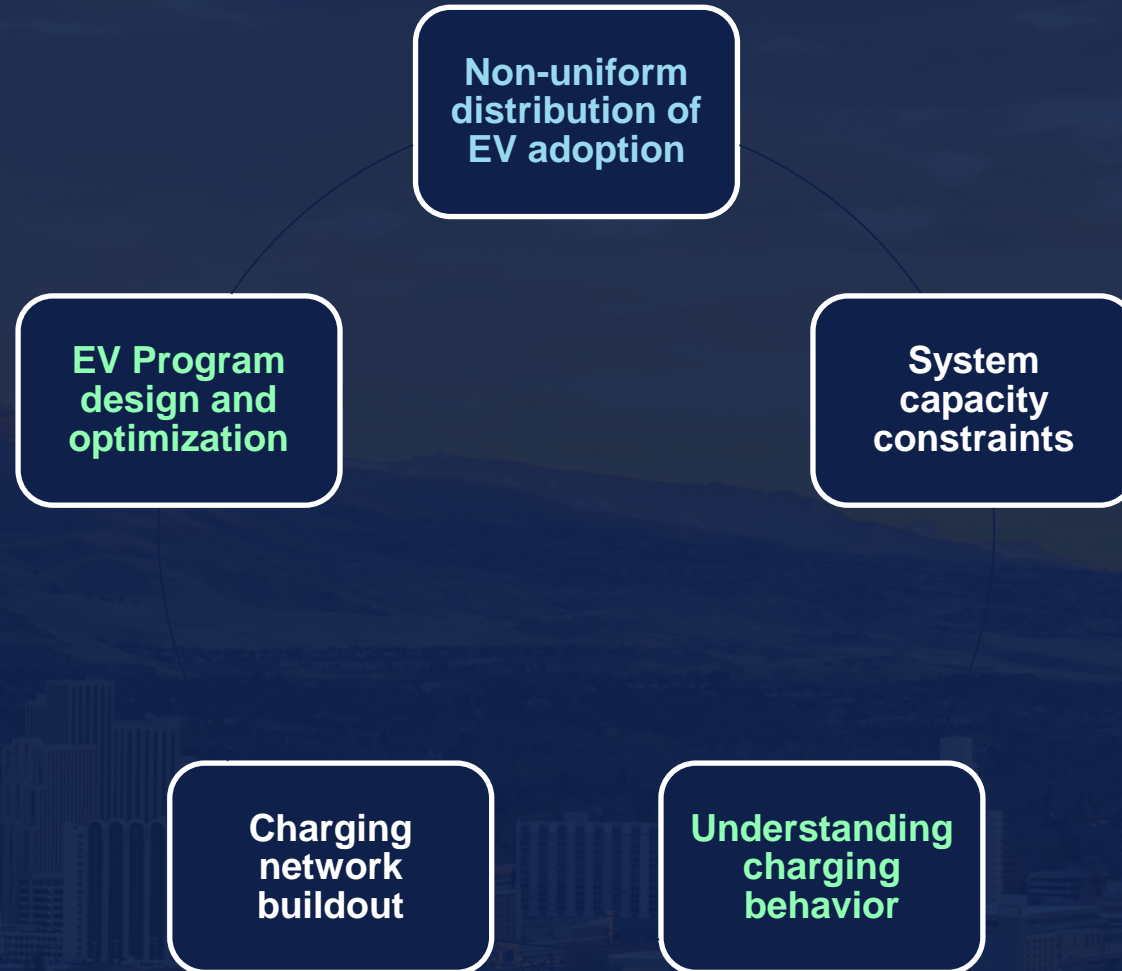 Non-uniform
distribution of
EV adoption
EV Program
design and
optimization
System
capacity
constraints
Charging
network
buildout
Understanding
charging
behavior